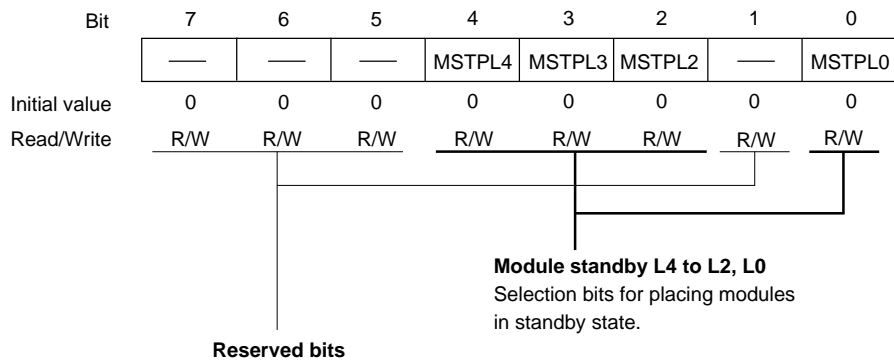 Bit 7 6 5 4 3 2 1 0
— — — MSTPL4 MSTPL3 MSTPL2 — MSTPL0
Initial value 0 0 0 0 0 0 0 0
Read/Write R/W R/W R/W R/W R/W R/W R/W R/W
Module standby L4 to L2, L0
Selection bits for placing modules
in standby state.
Reserved bits